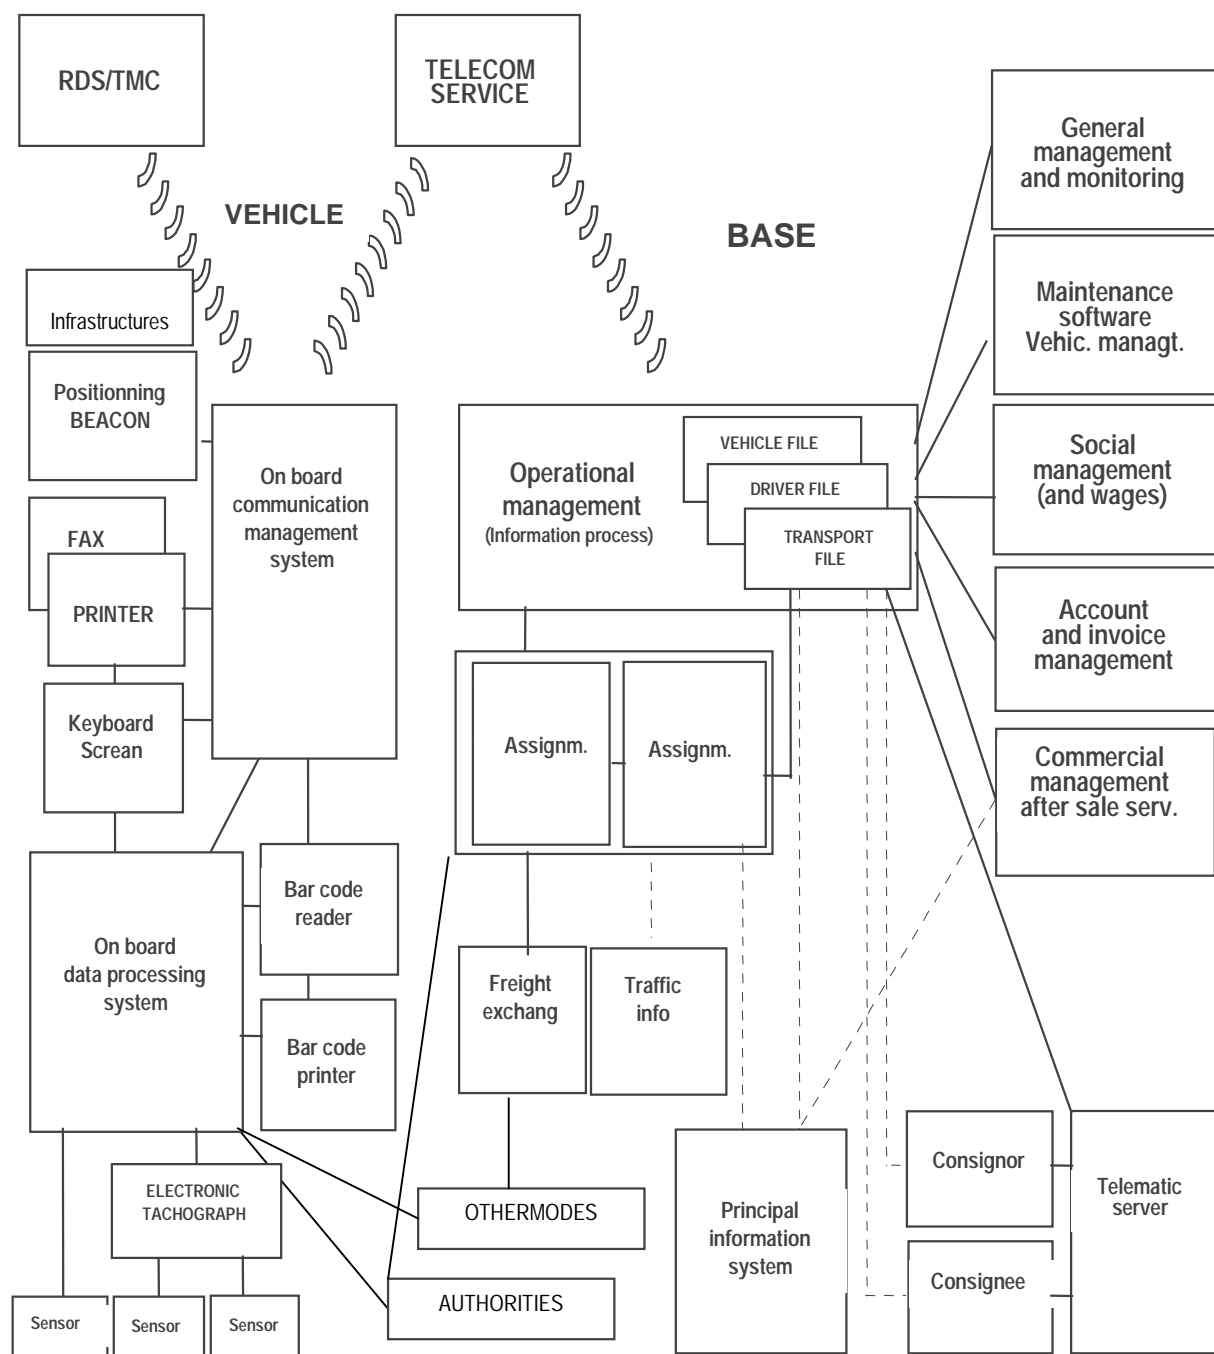 RDS/TMC
TELECOM
SERVICE
VEHICLE
BASE
General
management
and monitoring
Infrastructures
Maintenance
software
Vehic. managt.
Positionning
BEACON
On board
communication
management
system
Operational
management
(Information process)
VEHICLE FILE
DRIVER FILE
TRANSPORT
FILE
Social
management
(and wages)
FAX
PRINTER
Account
and invoice
management
Keyboard
Screan
Assignm.
Assignm.
Commercial
management
after sale serv.
On board
data processing
system
Bar code
reader
Bar code
printer
Freight
exchang
Traffic
info
ELECTRONIC
TACHOGRAPH
OTHERMODES
AUTHORITIES
Principal
information
system
Consignor
Consignee
Telematic
server
Sensor
Sensor
Sensor